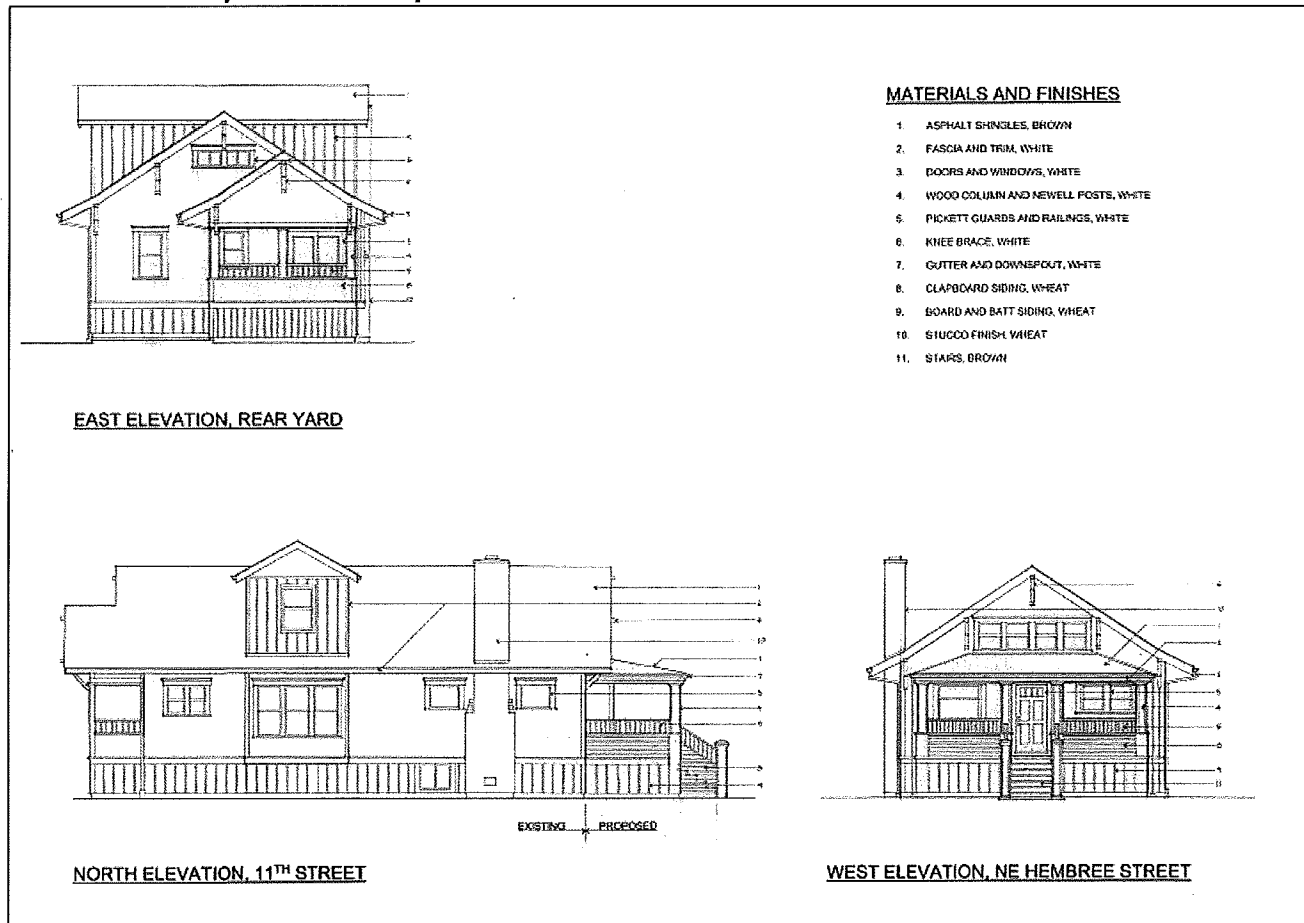 MATERIALS AND FINISHES
1. ASPHALT SHINGLES, BROWN
2. FASCIA AND TRIM, WHITE
3. DOORS AND WINDOWS, WHITE
4. WOOD COLUMN AND NEWELL POSTS, WHITE
5. PICKETT GUARDS AND RAILINGS, WHITE
6. KNEE BRACE, WHITE
7. GUTTER AND DOWNSPOUT, WHITE
8. CLAPBOARD SIDING, WHEAT
9. BOARD AND BATT SIDING, WHEAT
10. STUCCO FINISH, WHEAT
11. STAIRS, BROWN
EAST ELEVATION, REAR YARD
EXISTING PROPOSED
NORTH ELEVATION, 11TH STREET
WEST ELEVATION, NE HEMBREE STREET